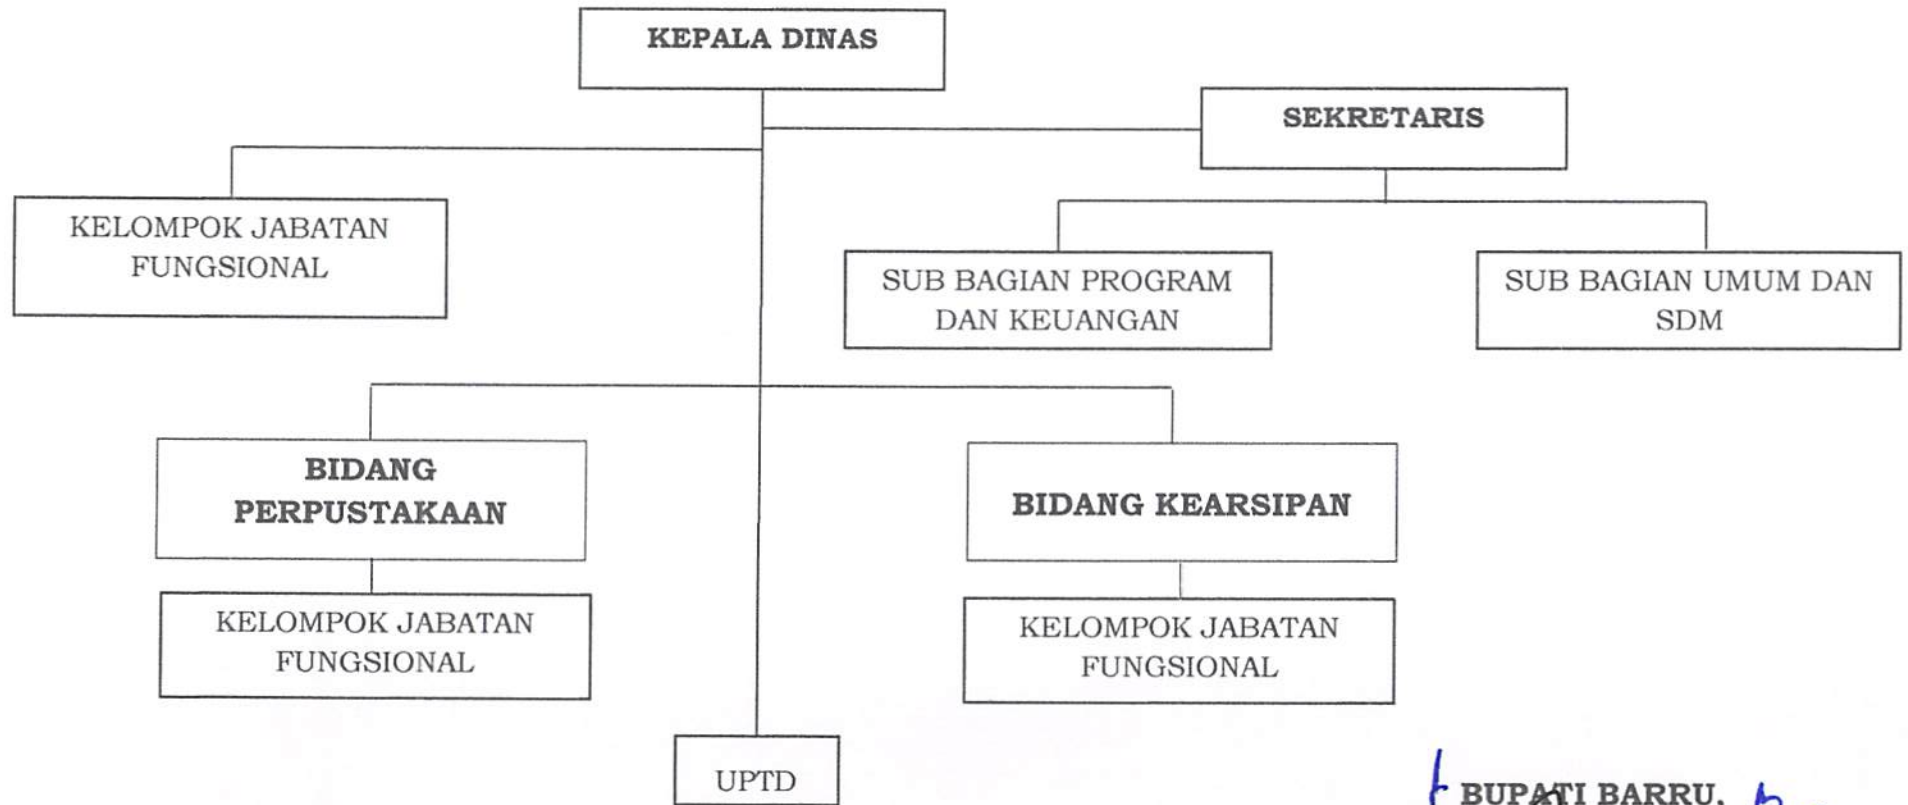 KEPALA DINAS
SEKRETARIS
KELOMPOK JABATAN
FUNGSIONAL
SUB BAGIAN PROGRAM
DAN KEUANGAN
SUB BAGIAN UMUM DAN
SDM
BIDANG
PERPUSTAKAAN
BIDANG KEARSIPAN
KELOMPOK JABATAN
FUNGSIONAL
KELOMPOK JABATAN
FUNGSIONAL
UPTD
BUPATI BARRU,